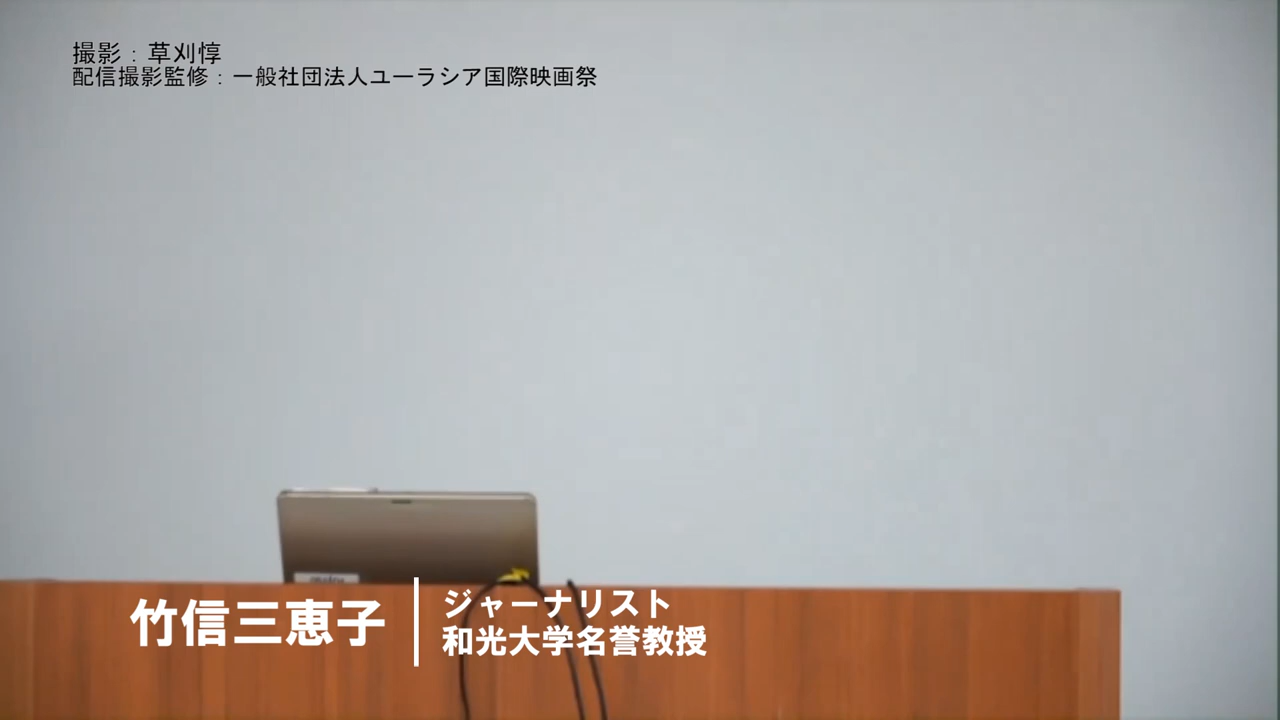 撮影：草刈惇
配信撮影監修：一般社団法人ユーラシア国際映画祭
竹信三恵子
ジャーナリスト
和光大学名誉教授